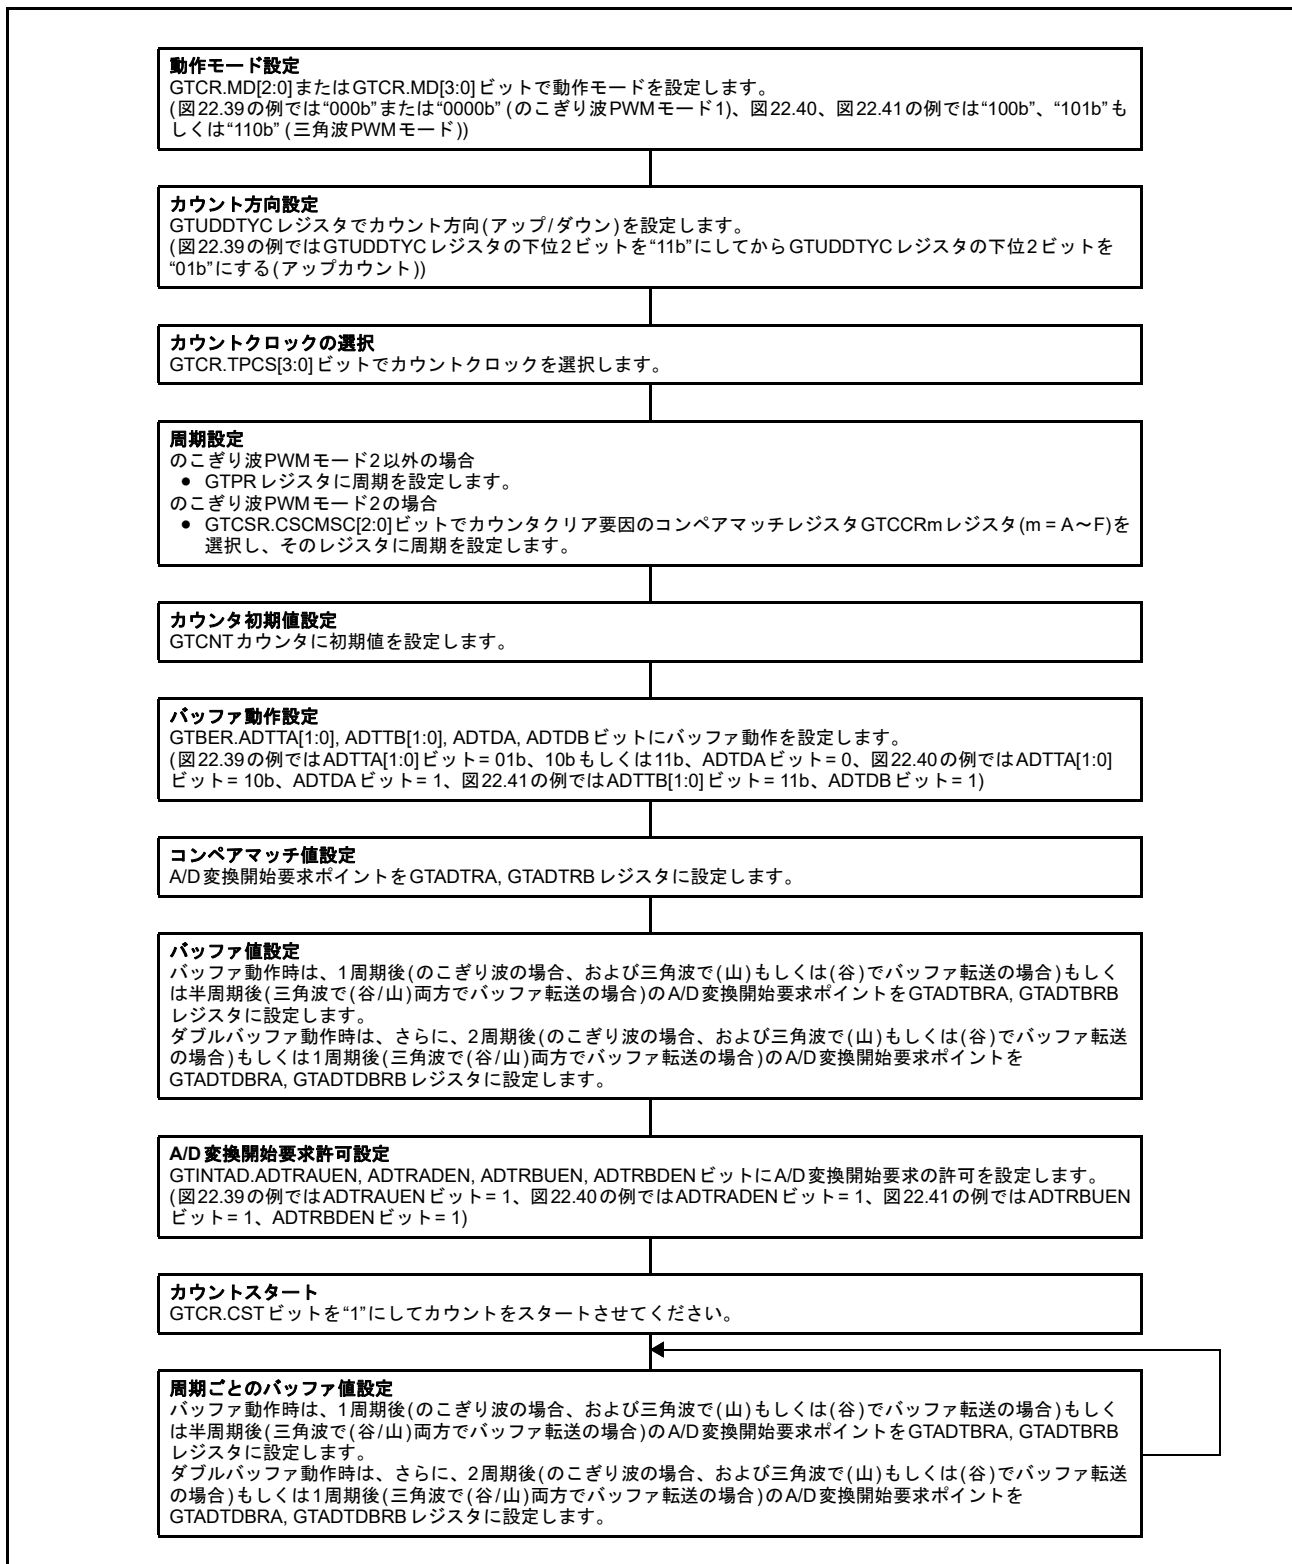 動作モード設定
GTCR.MD[2:0]またはGTCR.MD[3:0]ビットで動作モードを設定します。
(図22.39の例では“000b”または“0000b” (のこぎり波PWMモード1)、図22.40、図22.41の例では“100b”、“101b”も
しくは“110b” (三角波PWMモード))
カウント方向設定
GTUDDTYCレジスタでカウント方向(アップ/ダウン)を設定します。
(図22.39の例ではGTUDDTYCレジスタの下位2ビットを“11b”にしてからGTUDDTYCレジスタの下位2ビットを
“01b”にする(アップカウント))
カウントクロックの選択
GTCR.TPCS[3:0]ビットでカウントクロックを選択します。
周期設定
のこぎり波PWMモード2以外の場合
● GTPRレジスタに周期を設定します。
のこぎり波PWMモード2の場合
● GTCSR.CSCMSC[2:0]ビットでカウンタクリア要因のコンペアマッチレジスタGTCCRmレジスタ(m = A～F)を
選択し、そのレジスタに周期を設定します。
カウンタ初期値設定
GTCNTカウンタに初期値を設定します。
バッファ動作設定
GTBER.ADTTA[1:0], ADTTB[1:0], ADTDA, ADTDBビットにバッファ動作を設定します。
(図22.39の例ではADTTA[1:0]ビット= 01b、10bもしくは11b、ADTDAビット= 0、図22.40の例ではADTTA[1:0]
ビット= 10b、ADTDAビット= 1、図22.41の例ではADTTB[1:0]ビット= 11b、ADTDBビット= 1)
コンペアマッチ値設定
A/D変換開始要求ポイントをGTADTRA, GTADTRBレジスタに設定します。
バッファ値設定
バッファ動作時は、1周期後(のこぎり波の場合、および三角波で(山)もしくは(谷)でバッファ転送の場合)もしく
は半周期後(三角波で(谷/山)両方でバッファ転送の場合)のA/D変換開始要求ポイントをGTADTBRA, GTADTBRB
レジスタに設定します。
ダブルバッファ動作時は、さらに、2周期後(のこぎり波の場合、および三角波で(山)もしくは(谷)でバッファ転送
の場合)もしくは1周期後(三角波で(谷/山)両方でバッファ転送の場合)のA/D変換開始要求ポイントを
GTADTDBRA, GTADTDBRBレジスタに設定します。
A/D変換開始要求許可設定
GTINTAD.ADTRAUEN, ADTRADEN, ADTRBUEN, ADTRBDENビットにA/D変換開始要求の許可を設定します。
(図22.39の例ではADTRAUENビット= 1、図22.40の例ではADTRADENビット= 1、図22.41の例ではADTRBUEN
ビット= 1、ADTRBDENビット= 1)
カウントスタート
GTCR.CSTビットを“1”にしてカウントをスタートさせてください。
周期ごとのバッファ値設定
バッファ動作時は、1周期後(のこぎり波の場合、および三角波で(山)もしくは(谷)でバッファ転送の場合)もしく
は半周期後(三角波で(谷/山)両方でバッファ転送の場合)のA/D変換開始要求ポイントをGTADTBRA, GTADTBRB
レジスタに設定します。
ダブルバッファ動作時は、さらに、2周期後(のこぎり波の場合、および三角波で(山)もしくは(谷)でバッファ転送
の場合)もしくは1周期後(三角波で(谷/山)両方でバッファ転送の場合)のA/D変換開始要求ポイントを
GTADTDBRA, GTADTDBRBレジスタに設定します。